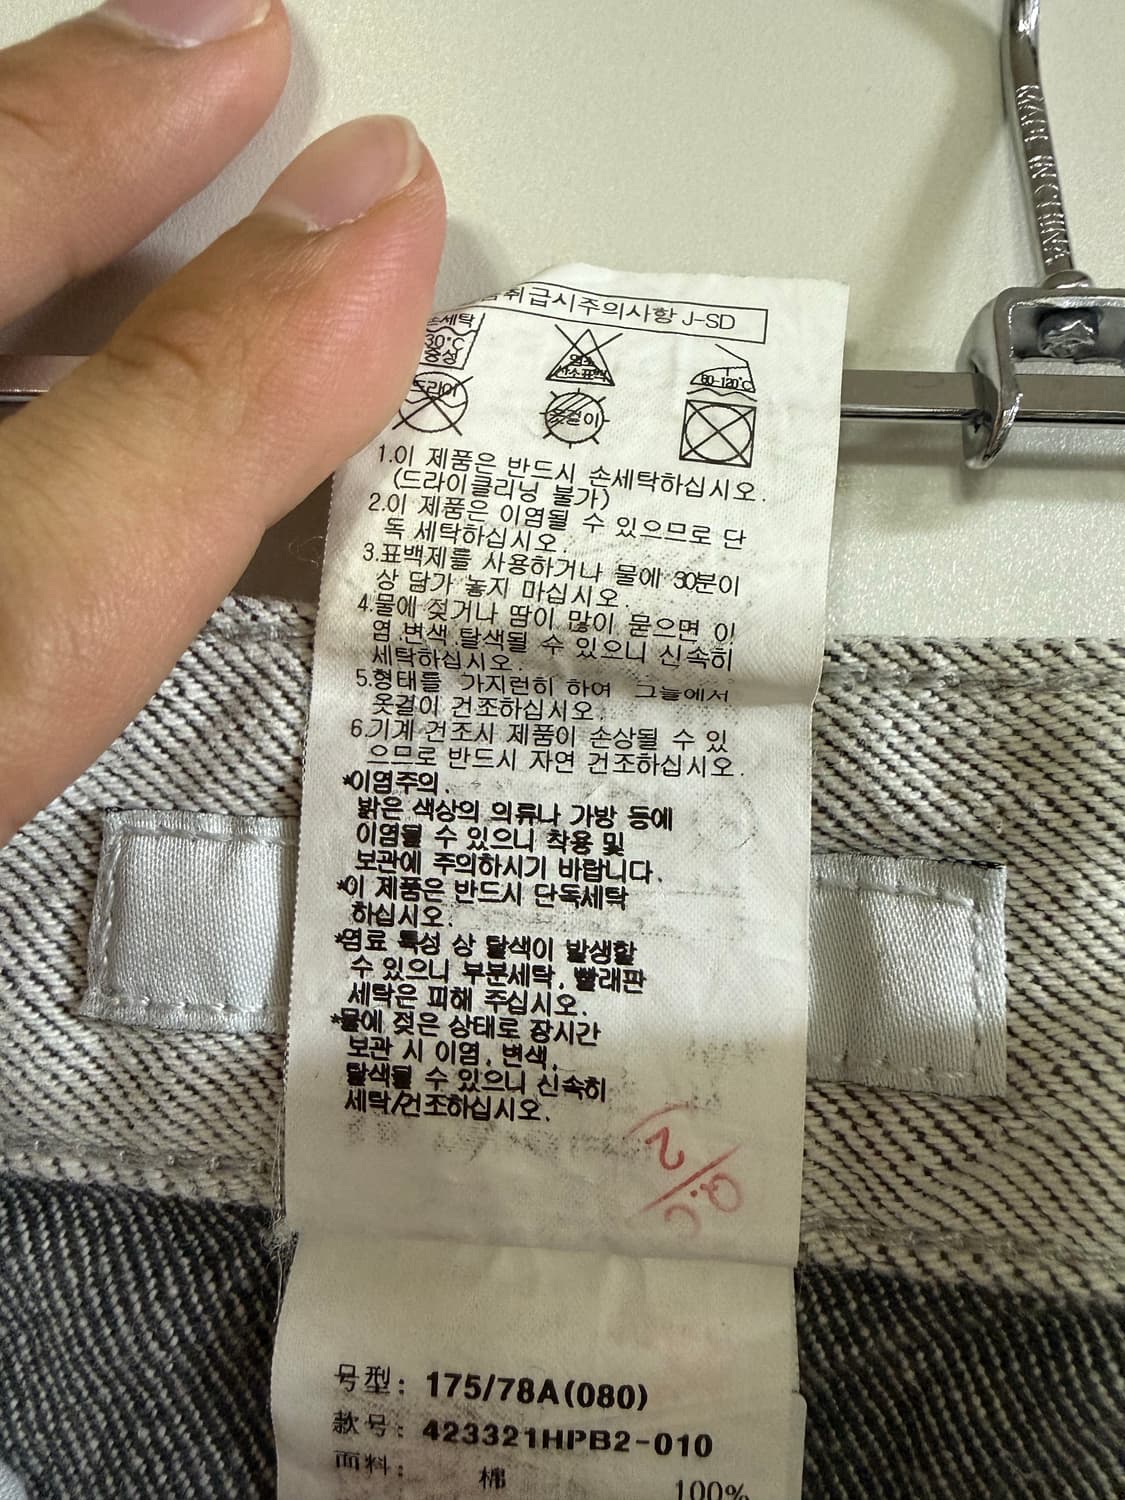 취급시주의사항 J-SD
손세탁
30°C
중성
염소
산소표백
80-120°C
드라이
옷걸이
1.이 제품은 반드시 손세탁하십시오.
(드라이클리닝 불가)
2.이 제품은 이염될 수 있으므로 단
독 세탁하십시오.
3.표백제를 사용하거나 물에 30분이
상 담가 놓지 마십시오.
4.물에 젖거나 땀이 많이 묻으면 이
염 변색 탈색될 수 있으니 신속히
세탁하십시오.
5.형태를 가지런히 하여 그늘에서
옷걸이 건조하십시오.
6.기계 건조시 제품이 손상될 수 있
으므로 반드시 자연 건조하십시오.
*이염주의.
밝은 색상의 의류나 가방 등에
이염될 수 있으니 착용 및
보관에 주의하시기 바랍니다.
*이 제품은 반드시 단독세탁
하십시오.
*염료 특성 상 탈색이 발생할
수 있으니 부분세탁, 빨래판
세탁은 피해 주십시오.
*물에 젖은 상태로 장시간
보관 시 이염, 변색,
탈색될 수 있으니 신속히
세탁/건조하십시오.
Q.C
2
号型: 175/78A(080)
款号: 423321HPB2-010
面料: 棉 100%
MADE IN CHINA